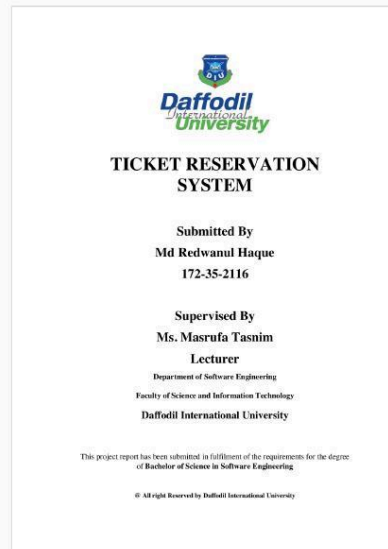 DIU
Daffodil
International
University
TICKET RESERVATION
SYSTEM
Submitted By
Md Redwanul Haque
172-35-2116
Supervised By
Ms. Masrufa Tasnim
Lecturer
Department of Software Engineering
Faculty of Science and Information Technology
Daffodil International University
This project report has been submitted in fulfilment of the requirements for the degree
of Bachelor of Science in Software Engineering
© All right Reserved by Daffodil International University